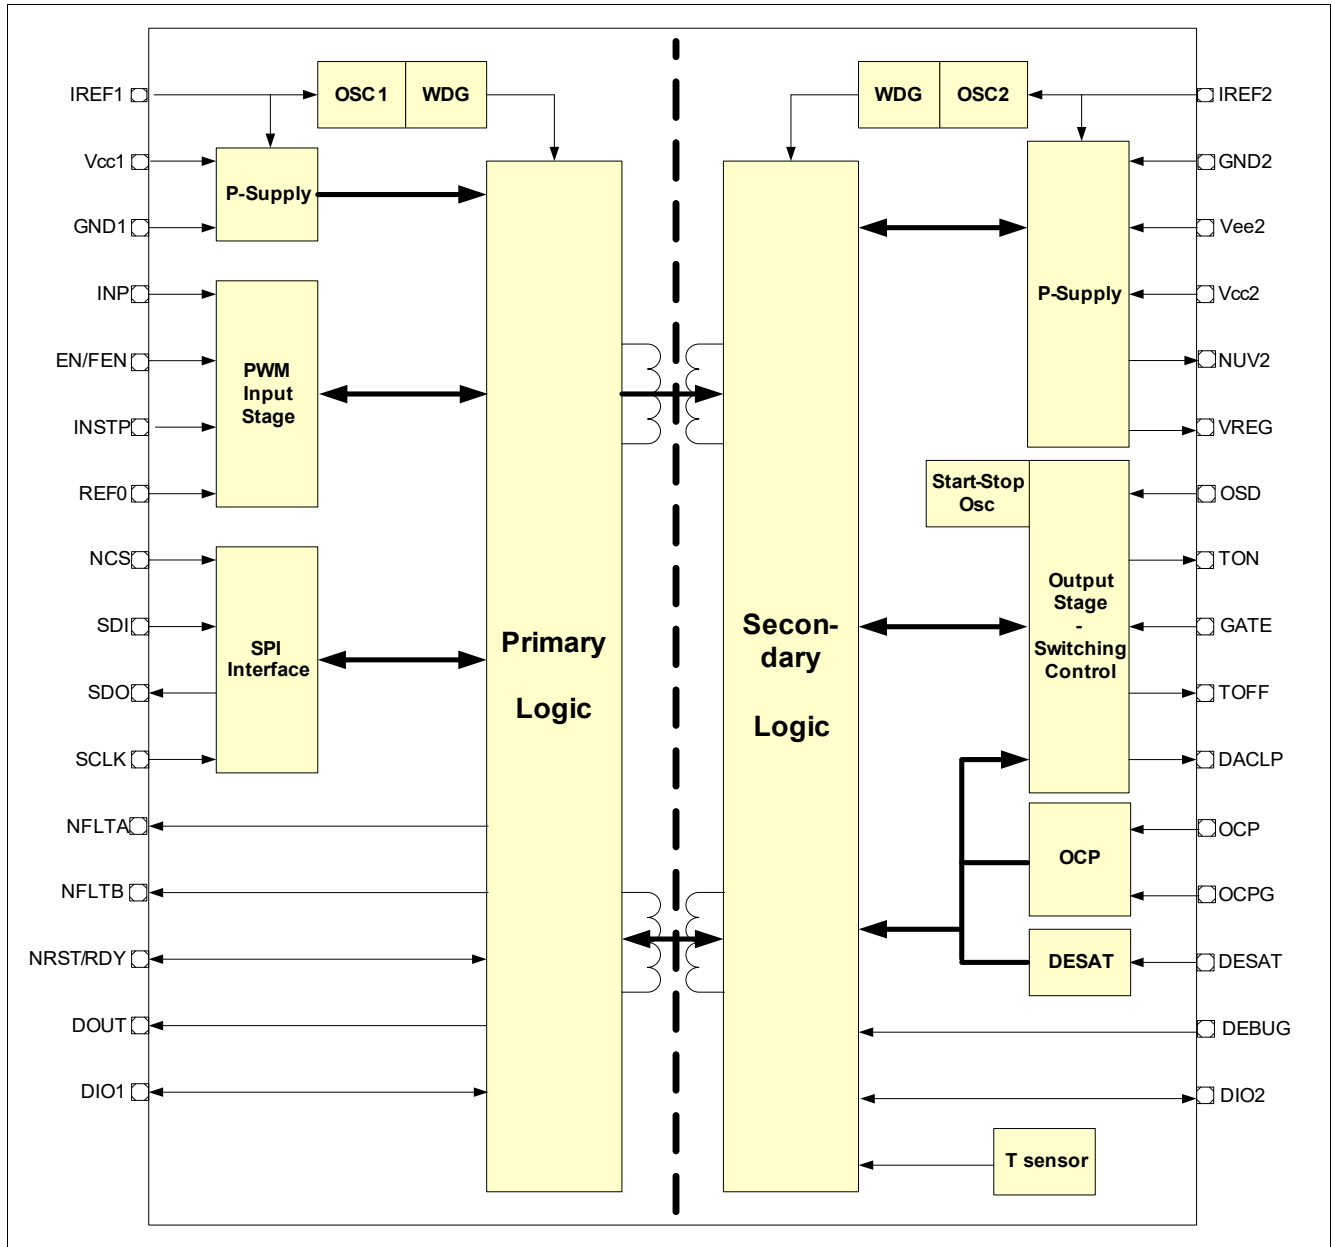 IREF1
OSC1
WDG
WDG
OSC2
IREF2
Vcc1
P-Supply
GND1
GND2
Vee2
P-Supply
Vcc2
NUV2
VREG
INP
EN/FEN
PWM
Input
Stage
INSTP
REF0
Start-Stop
Osc
OSD
TON
Output
Stage
-
Switching
Control
GATE
TOFF
DACLP
NCS
SDI
SPI
Interface
SDO
SCLK
Primary
Logic
Secon-
dary
Logic
NFLTA
NFLTB
NRST/RDY
DOUT
DIO1
OCP
OCP
OCPG
DESAT
DESAT
DEBUG
DIO2
T sensor